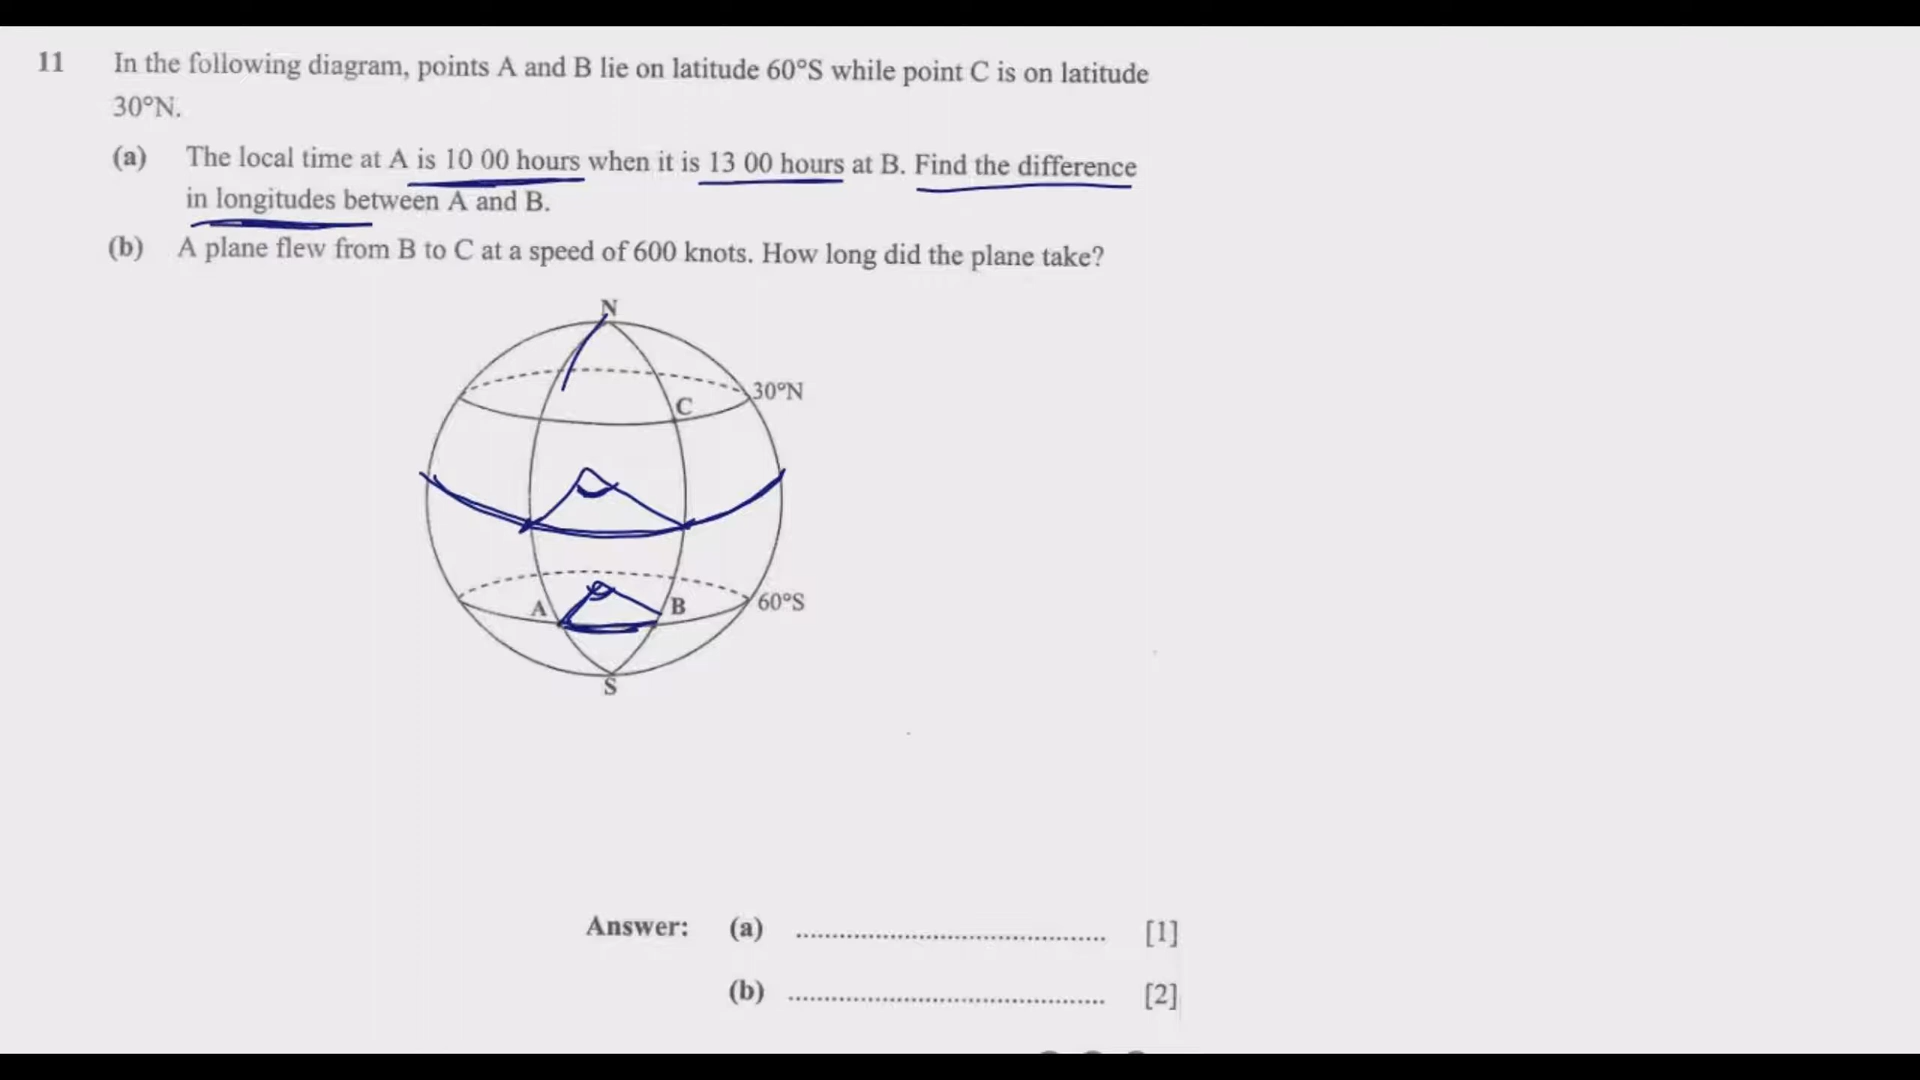 11 In the following diagram, points A and B lie on latitude 60°S while point C is on latitude
30°N.
(a) The local time at A is 10 00 hours when it is 13 00 hours at B. Find the difference
in longitudes between A and B.
(b) A plane flew from B to C at a speed of 600 knots. How long did the plane take?
N
30°N
C
A
B
60°S
S
Answer: (a) .......................................... [1]
(b) .......................................... [2]